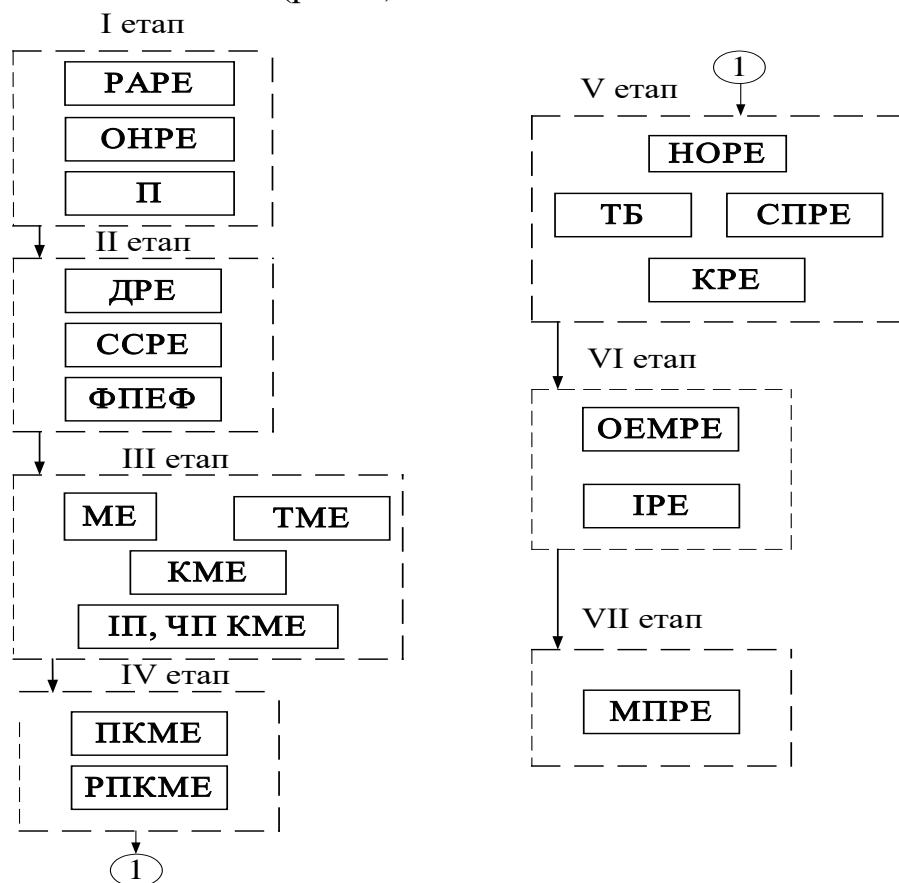 I етап
РАРЕ
ОНРЕ
П
II етап
ДРЕ
ССРЕ
ФПЕФ
III етап
МЕ ТМЕ
КМЕ
ІП, ЧП КМЕ
IV етап
ПКМЕ
РПКМЕ
1
1
V етап
НОРЕ
ТБ СПРЕ
КРЕ
VI етап
ОЕМРЕ
ІРЕ
VII етап
МПРЕ